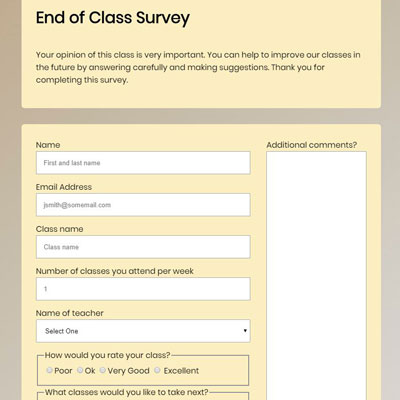 End of Class Survey
Your opinion of this class is very important. You can help to improve our classes in
the future by answering carefully and making suggestions. Thank you for
completing this survey.
Name
First and last name
Email Address
jsmith@somemail.com
Class name
Class name
Number of classes you attend per week
1
Name of teacher
Select One
How would you rate your class?
Poor Ok Very Good Excellent
What classes would you like to take next?
Additional comments?